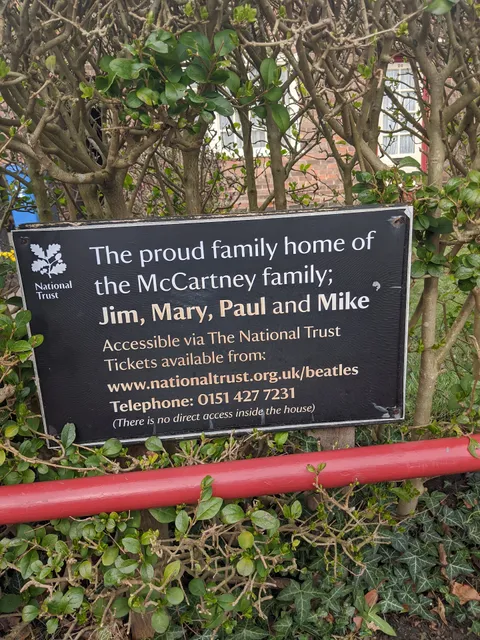 National
Trust
The proud family home of
the McCartney family;
Jim, Mary, Paul and Mike
Accessible via The National Trust
Tickets available from:
www.nationaltrust.org.uk/beatles
Telephone: 0151 427 7231
(There is no direct access inside the house)